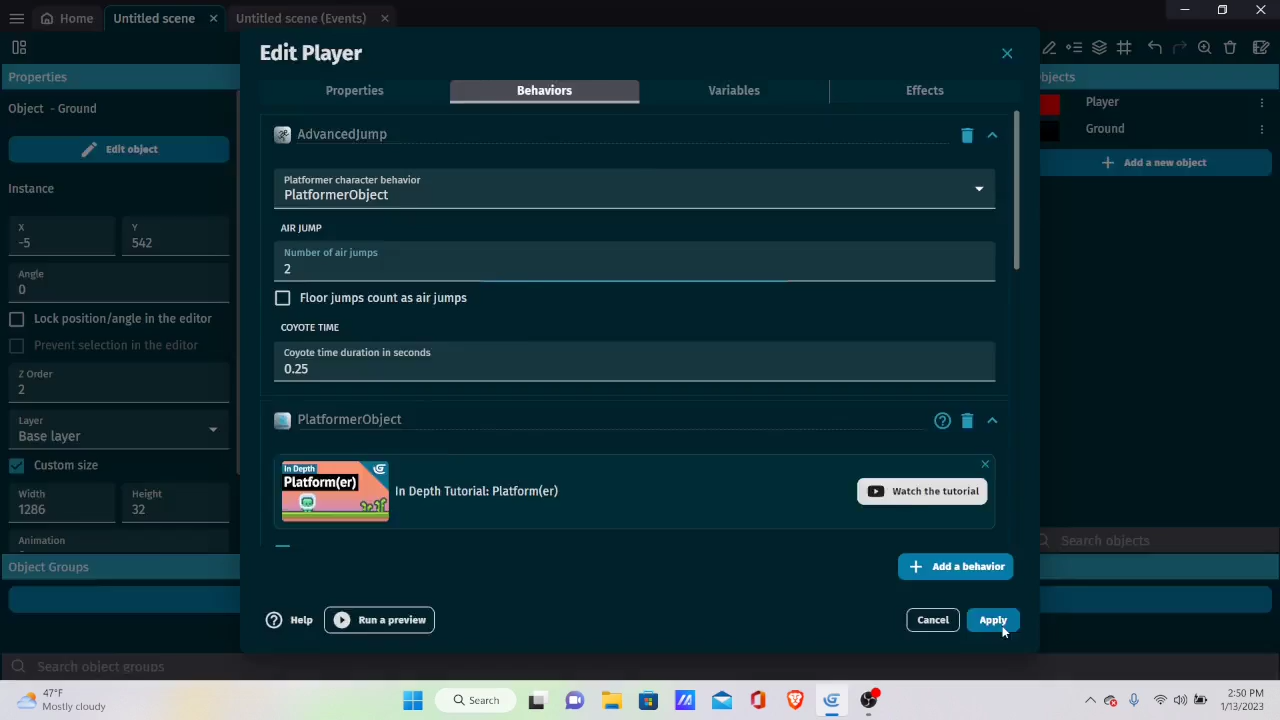 Home
Untitled scene
Untitled scene (Events)
Properties
Object - Ground
Edit object
Instance
X
-5
Y
542
Angle
0
Lock position/angle in the editor
Prevent selection in the editor
Z Order
2
Layer
Base layer
Custom size
Width
1286
Height
32
Animation
Object Groups
Search object groups
Edit Player
Properties
Behaviors
Variables
Effects
AdvancedJump
Platformer character behavior
PlatformerObject
AIR JUMP
Number of air jumps
2
Floor jumps count as air jumps
COYOTE TIME
Coyote time duration in seconds
0.25
PlatformerObject
In Depth
Platform(er)
In Depth Tutorial: Platform(er)
Watch the tutorial
Add a behavior
Help
Run a preview
Cancel
Apply
bjects
Player
Ground
Add a new object
Search objects
47°F
Mostly cloudy
Search
2:50 PM
1/13/2023